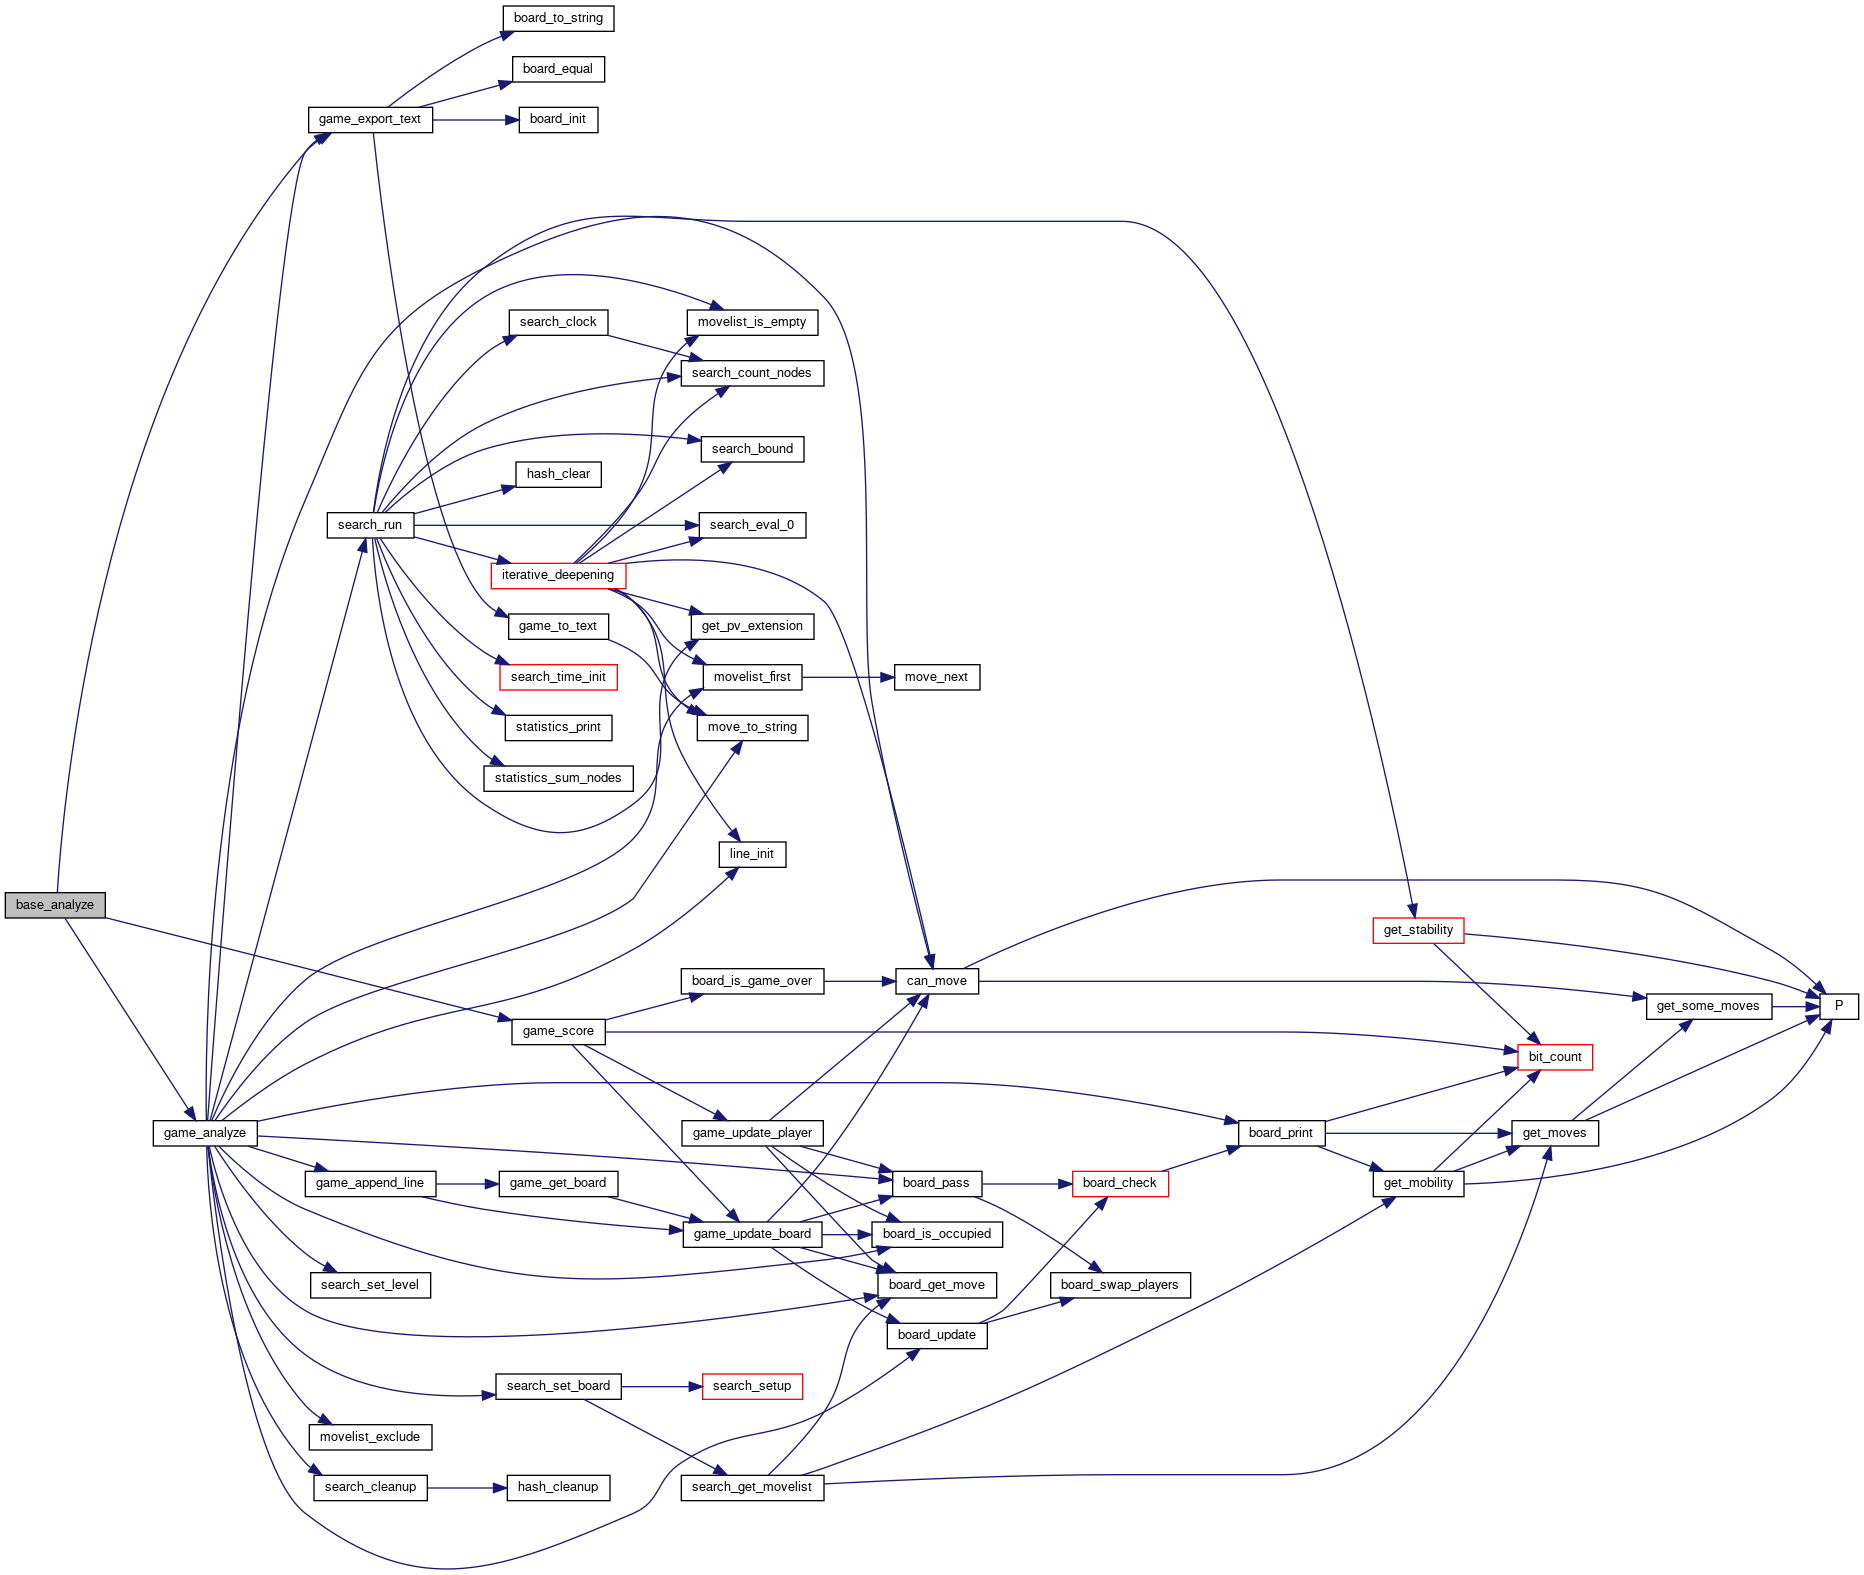 board_to_string
board_equal
game_export_text
board_init
search_clock
movelist_is_empty
search_count_nodes
search_bound
hash_clear
search_run
search_eval_0
iterative_deepening
game_to_text
get_pv_extension
search_time_init
movelist_first
move_next
statistics_print
move_to_string
statistics_sum_nodes
line_init
base_analyze
get_stability
board_is_game_over
can_move
get_some_moves
P
game_score
bit_count
game_analyze
game_update_player
board_print
get_moves
game_append_line
game_get_board
board_pass
board_check
get_mobility
game_update_board
board_is_occupied
search_set_level
board_get_move
board_swap_players
board_update
search_set_board
search_setup
movelist_exclude
search_cleanup
hash_cleanup
search_get_movelist